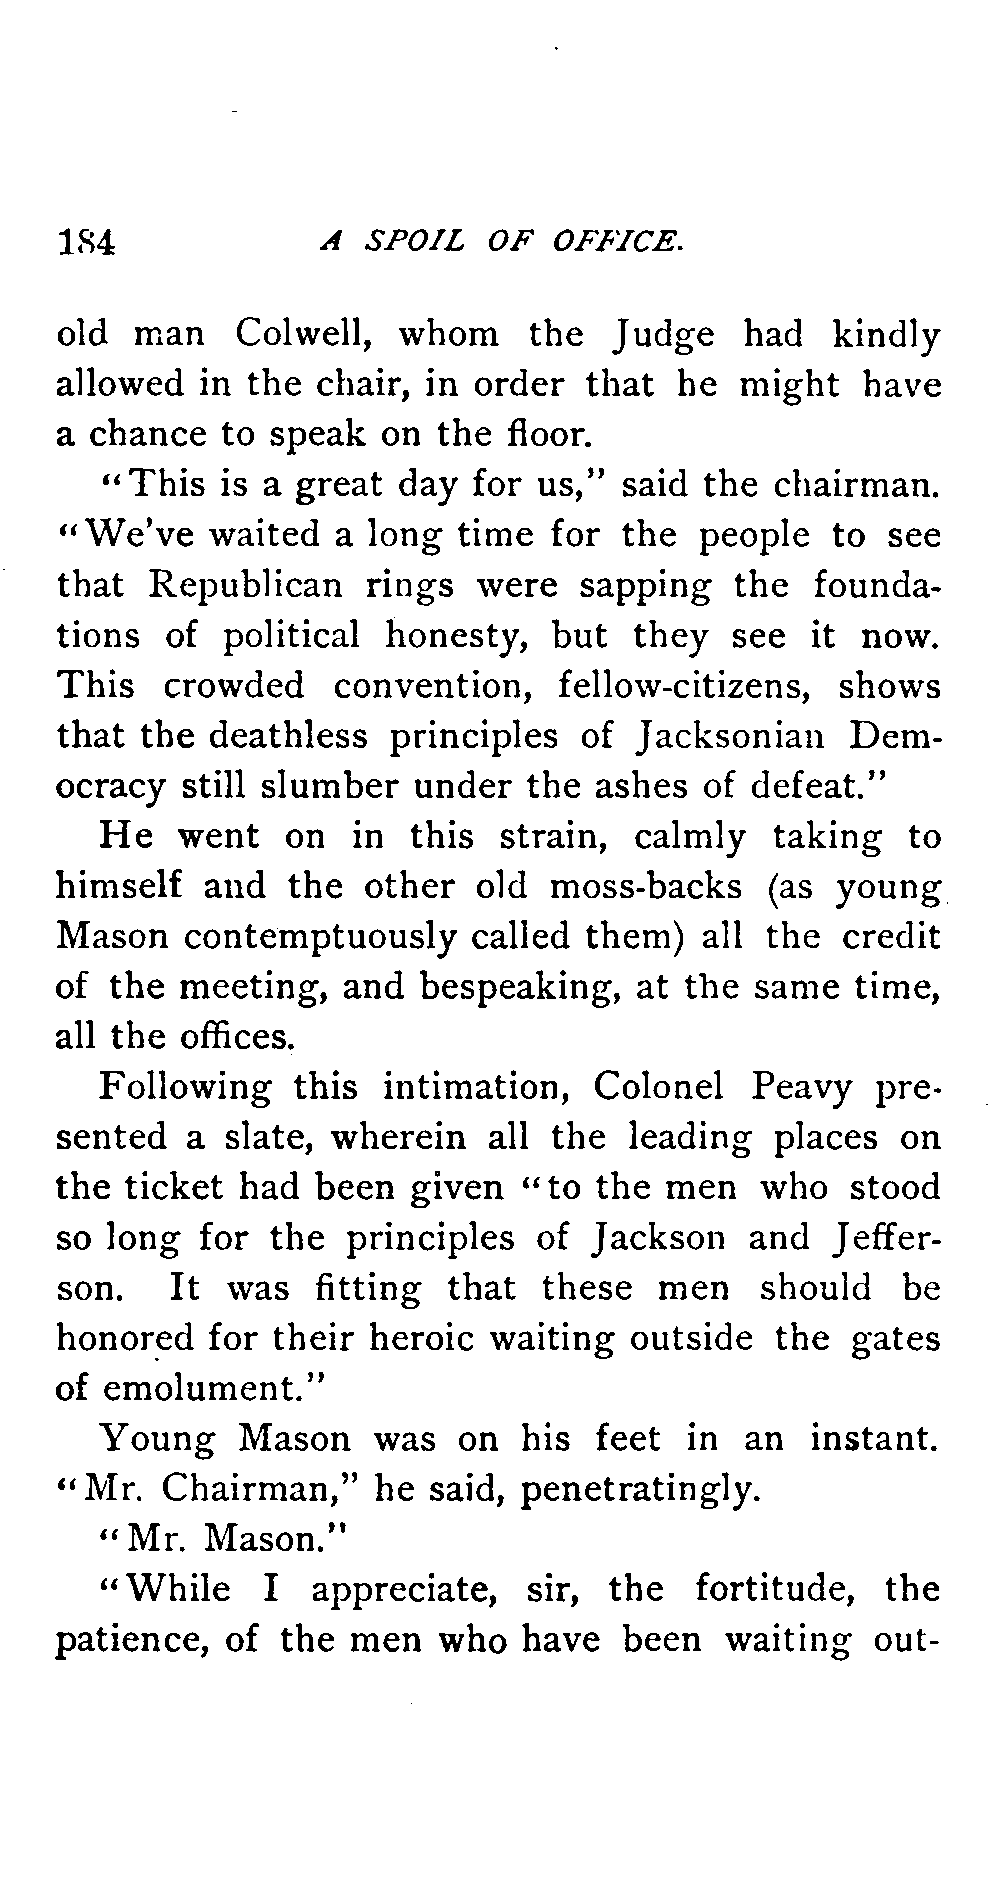 184 A SPOIL OF OFFICE.
old man Colwell, whom the Judge had kindly
allowed in the chair, in order that he might have
a chance to speak on the floor.
“This is a great day for us,” said the chairman.
“We’ve waited a long time for the people to see
that Republican rings were sapping the founda-
tions of political honesty, but they see it now.
This crowded convention, fellow-citizens, shows
that the deathless principles of Jacksonian Dem-
ocracy still slumber under the ashes of defeat.”
He went on in this strain, calmly taking to
himself and the other old moss-backs (as young
Mason contemptuously called them) all the credit
of the meeting, and bespeaking, at the same time,
all the offices.
Following this intimation, Colonel Peavy pre-
sented a slate, wherein all the leading places on
the ticket had been given “to the men who stood
so long for the principles of Jackson and Jeffer-
son. It was fitting that these men should be
honored for their heroic waiting outside the gates
of emolument.”
Young Mason was on his feet in an instant.
“Mr. Chairman,” he said, penetratingly.
“Mr. Mason.”
“While I appreciate, sir, the fortitude, the
patience, of the men who have been waiting out-